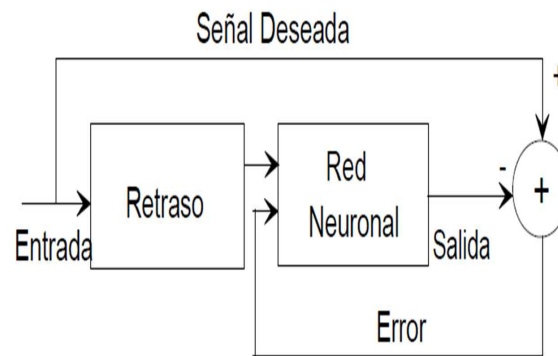 Señal Deseada
+
Retraso
Red
Neuronal
-
+
Entrada
Salida
Error